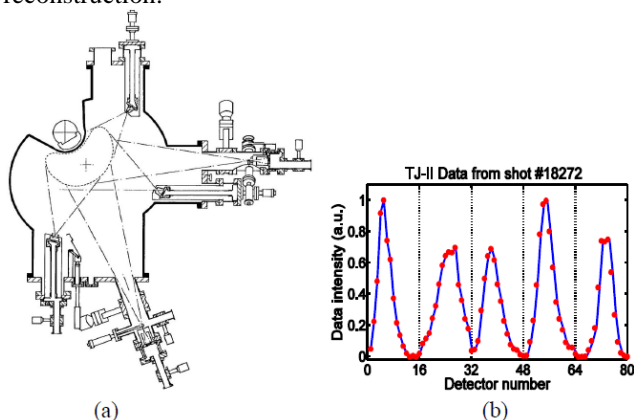 reconstruction.
TJ-II Data from shot #18272
Data intensity (a.u.)
1
0.8
0.6
0.4
0.2
0
0 16 32 48 64 80
Detector number
(a) (b)